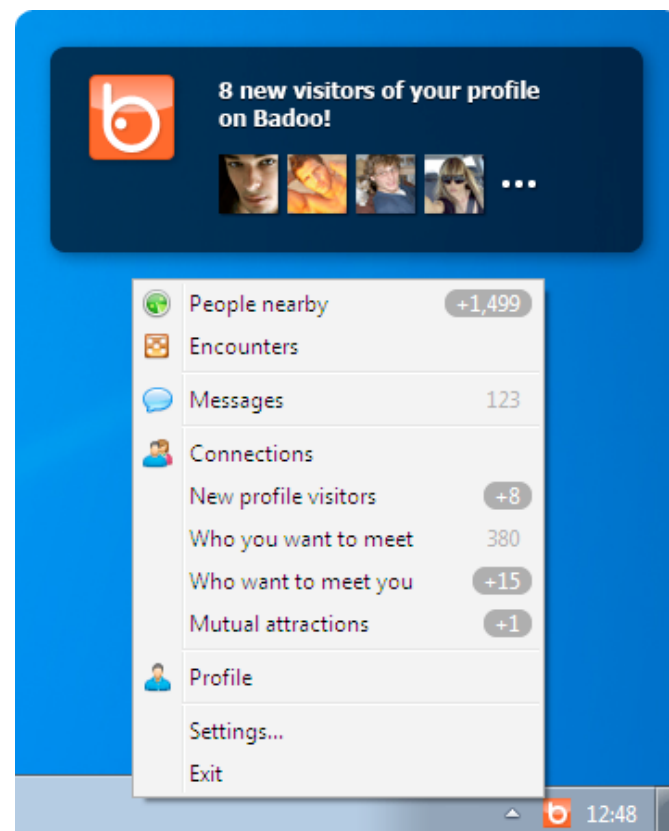 8 new visitors of your profile
on Badoo!
People nearby +1,499
Encounters
Messages 123
Connections
New profile visitors +8
Who you want to meet 380
Who want to meet you +15
Mutual attractions +1
Profile
Settings...
Exit
12:48